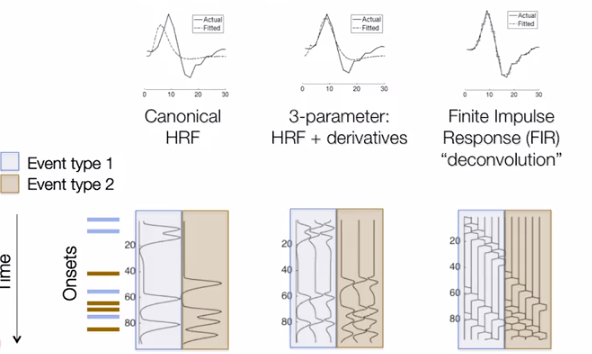 Actual
Fitted
0 10 20 30
Actual
Fitted
0 10 20 30
Actual
Fitted
0 10 20 30
Canonical
HRF
3-parameter:
HRF + derivatives
Finite Impulse
Response (FIR)
“deconvolution”
Event type 1
Event type 2
Time
Onsets
20
40
60
80
20
40
60
80
20
40
60
80